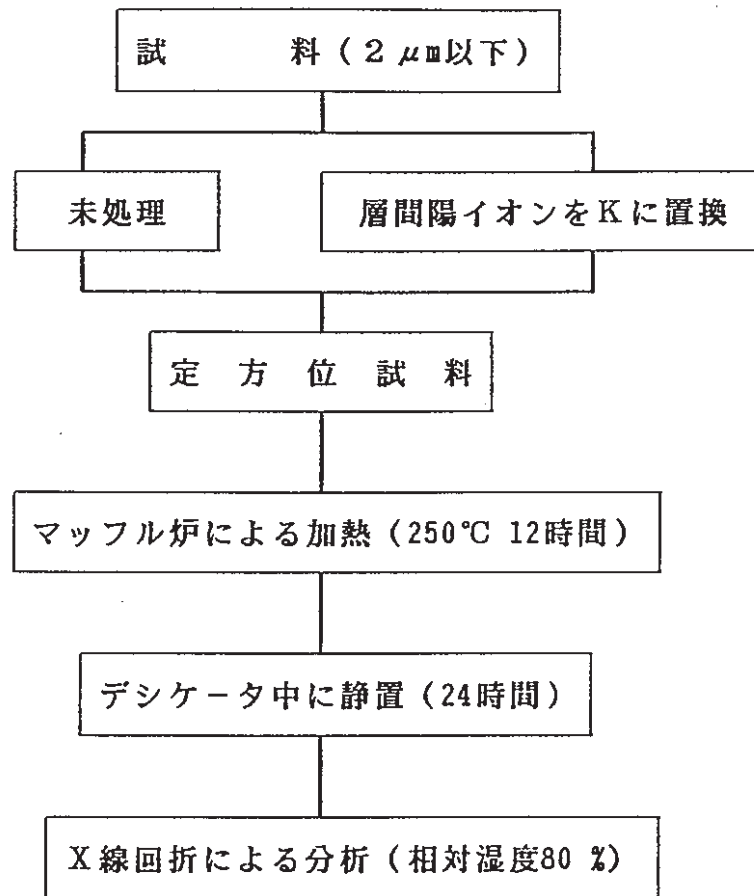 試料（２μm以下）
未処理
層間陽イオンをＫに置換
定方位試料
マッフル炉による加熱（250℃ 12時間）
デシケータ中に静置（24時間）
Ｘ線回折による分析（相対湿度80 %）